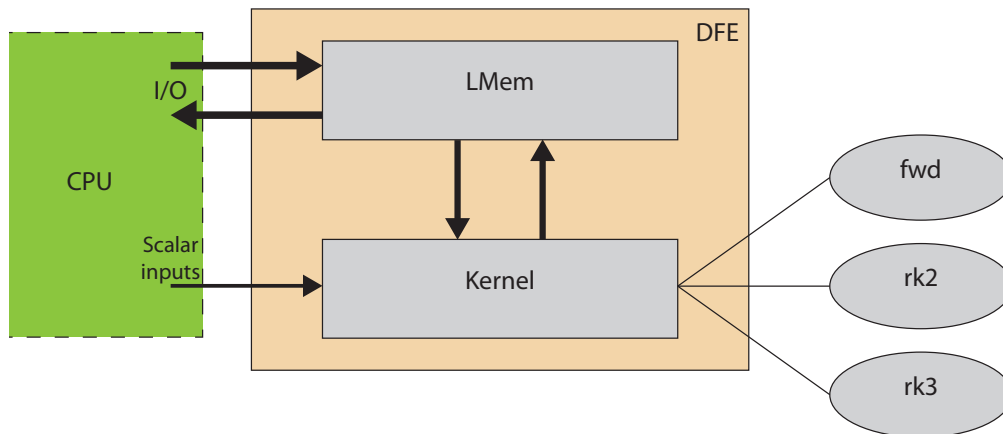 DFE
LMem
I/O
CPU
Scalar
inputs
Kernel
fwd
rk2
rk3